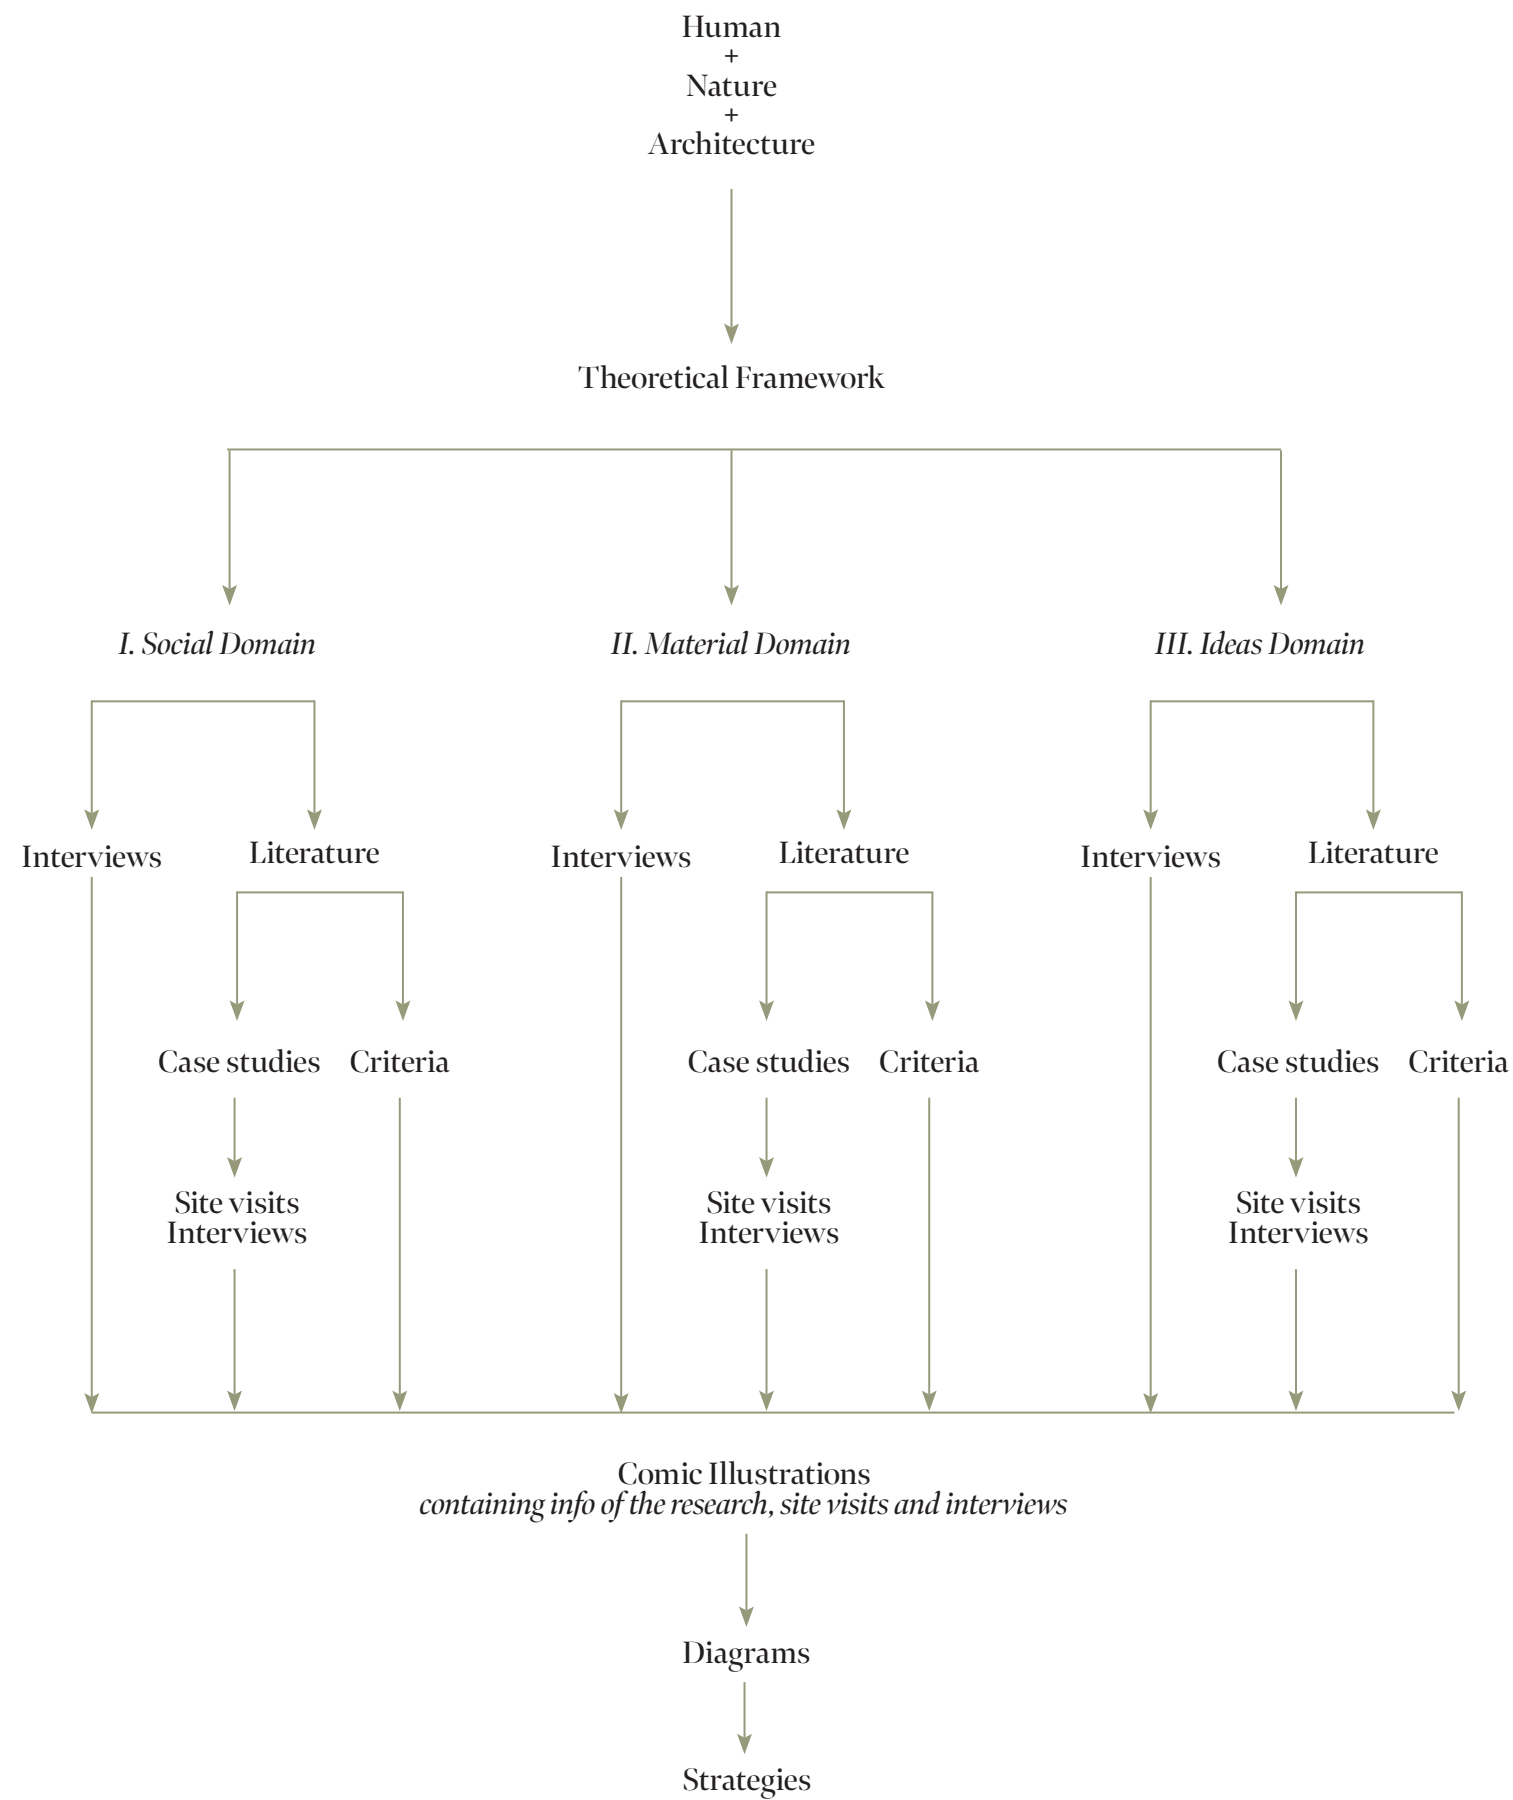 Human
+
Nature
+
Architecture
Theoretical Framework
I. Social Domain
II. Material Domain
III. Ideas Domain
Interviews
Literature
Interviews
Literature
Interviews
Literature
Case studies
Criteria
Case studies
Criteria
Case studies
Criteria
Site visits
Interviews
Site visits
Interviews
Site visits
Interviews
Comic Illustrations
containing info of the research, site visits and interviews
Diagrams
Strategies